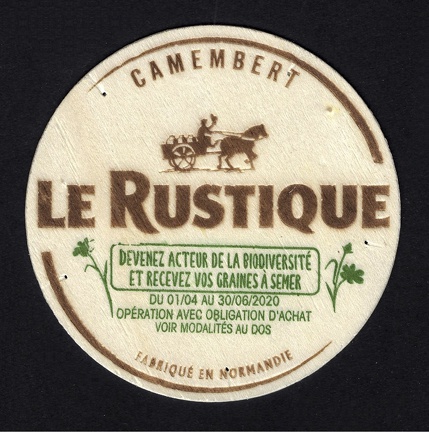 CAMEMBERT
LE RUSTIQUE
DEVENEZ ACTEUR DE LA BIODIVERSITÉ
ET RECEVEZ VOS GRAINES À SEMER
DU 01/04 AU 30/06/2020
OPÉRATION AVEC OBLIGATION D'ACHAT
VOIR MODALITÉS AU DOS
FABRIQUÉ EN NORMANDIE